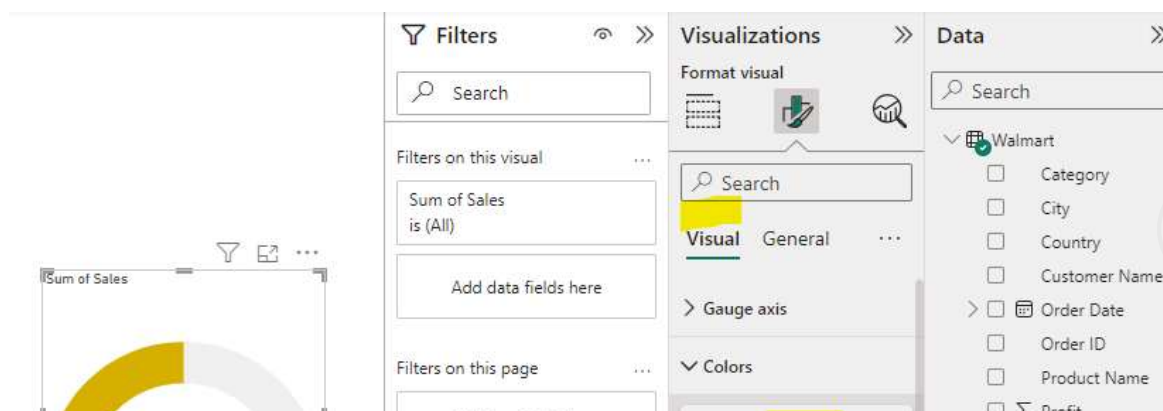 Sum of Sales
Filters
Search
Filters on this visual
Sum of Sales
is (All)
Add data fields here
Filters on this page
Visualizations
Format visual
Search
Visual General
Gauge axis
Colors
Data
Search
Walmart
Category
City
Country
Customer Name
Order Date
Order ID
Product Name
Profit